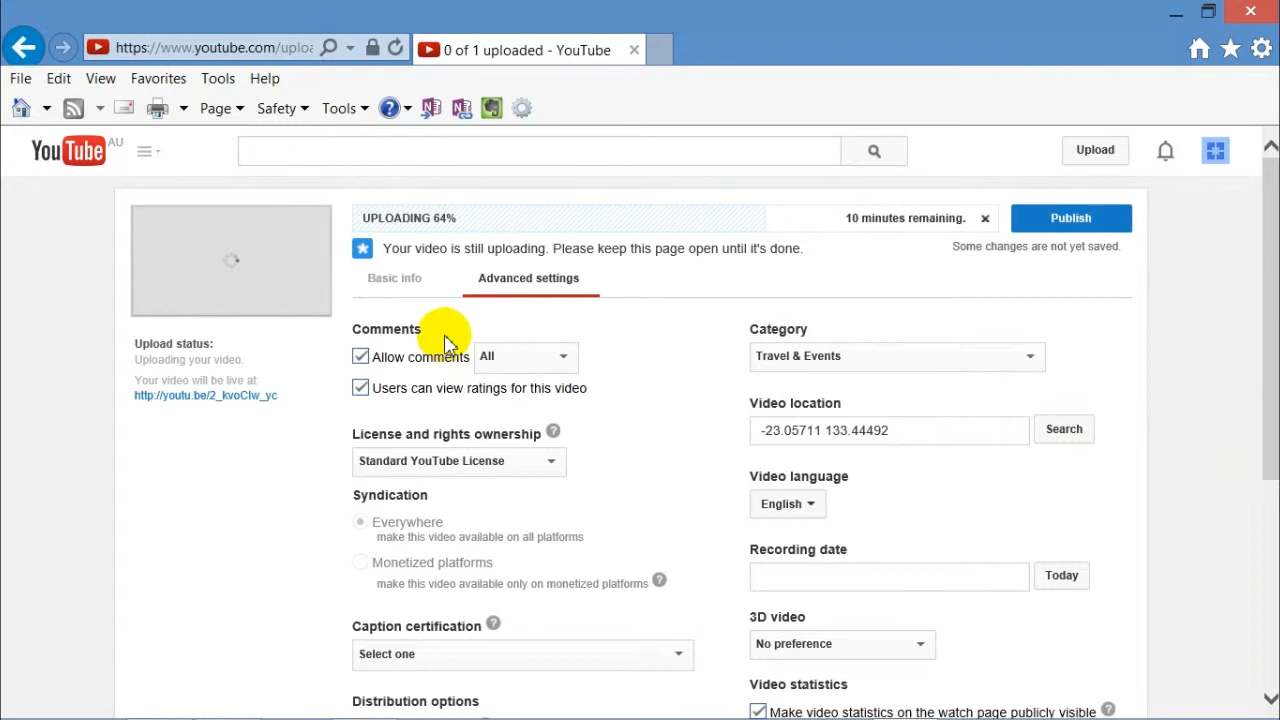 https://www.youtube.com/uploa
0 of 1 uploaded - YouTube
File Edit View Favorites Tools Help
Page Safety Tools
YouTube AU
Upload
UPLOADING 64%
10 minutes remaining.
Publish
Your video is still uploading. Please keep this page open until it's done.
Some changes are not yet saved.
Basic info
Advanced settings
Upload status:
Uploading your video.
Your video will be live at:
http://youtu.be/2_kvoCIw_yc
Comments
Allow comments All
Users can view ratings for this video
License and rights ownership ?
Standard YouTube License
Syndication
Everywhere
make this video available on all platforms
Monetized platforms
make this video available only on monetized platforms ?
Caption certification ?
Select one
Distribution options
Category
Travel & Events
Video location
-23.05711 133.44492
Search
Video language
English
Recording date
Today
3D video
No preference
Video statistics
Make video statistics on the watch page publicly visible ?